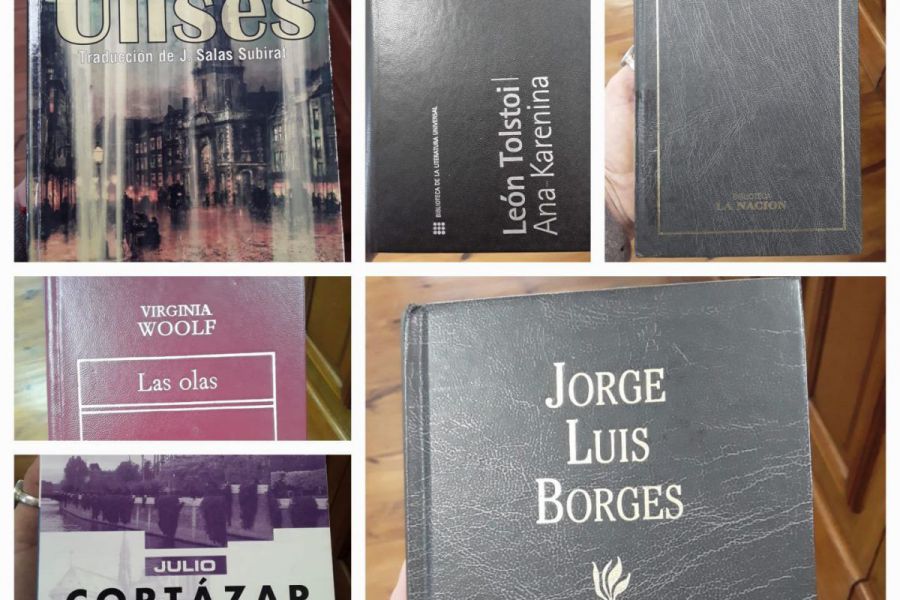 Ulises
Traducción de J. Salas Subirat
BIBLIOTECA DE LA LITERATURA UNIVERSAL
León Tolstoi |
Ana Karenina
BIBLIOTECA
LA NACION
VIRGINIA
WOOLF
Las olas
JORGE
LUIS
BORGES
JULIO
CORTÁZAR